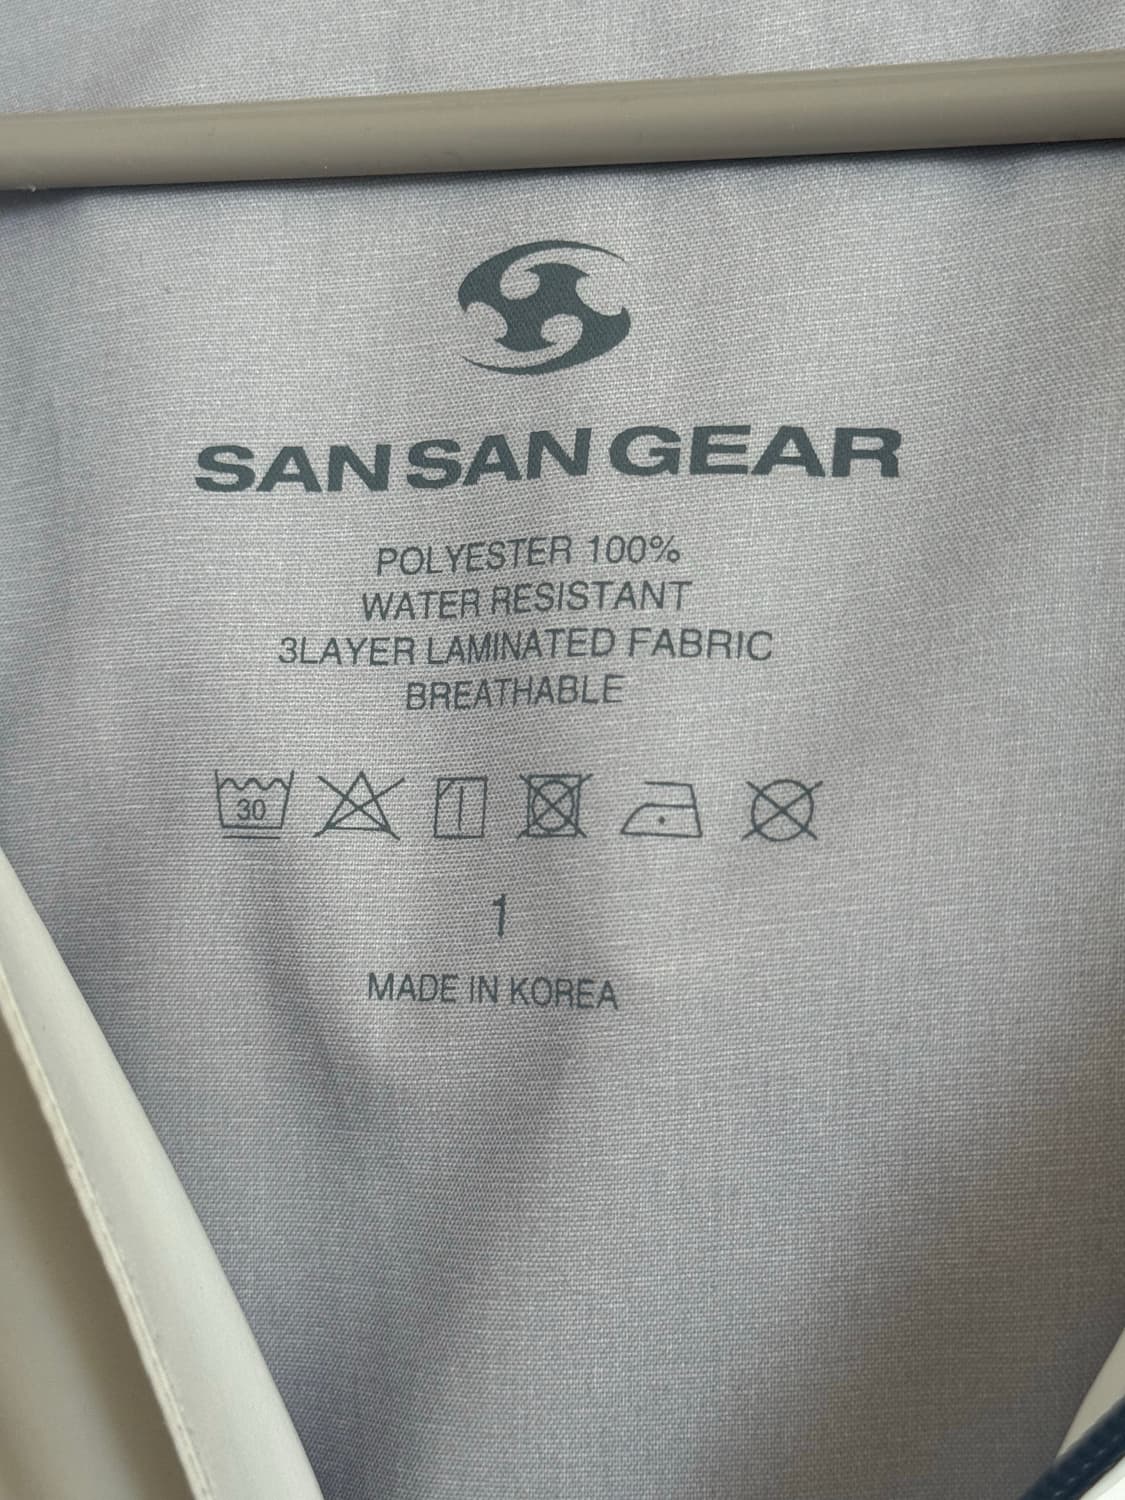 SAN SAN GEAR
POLYESTER 100%
WATER RESISTANT
3LAYER LAMINATED FABRIC
BREATHABLE
30
1
MADE IN KOREA